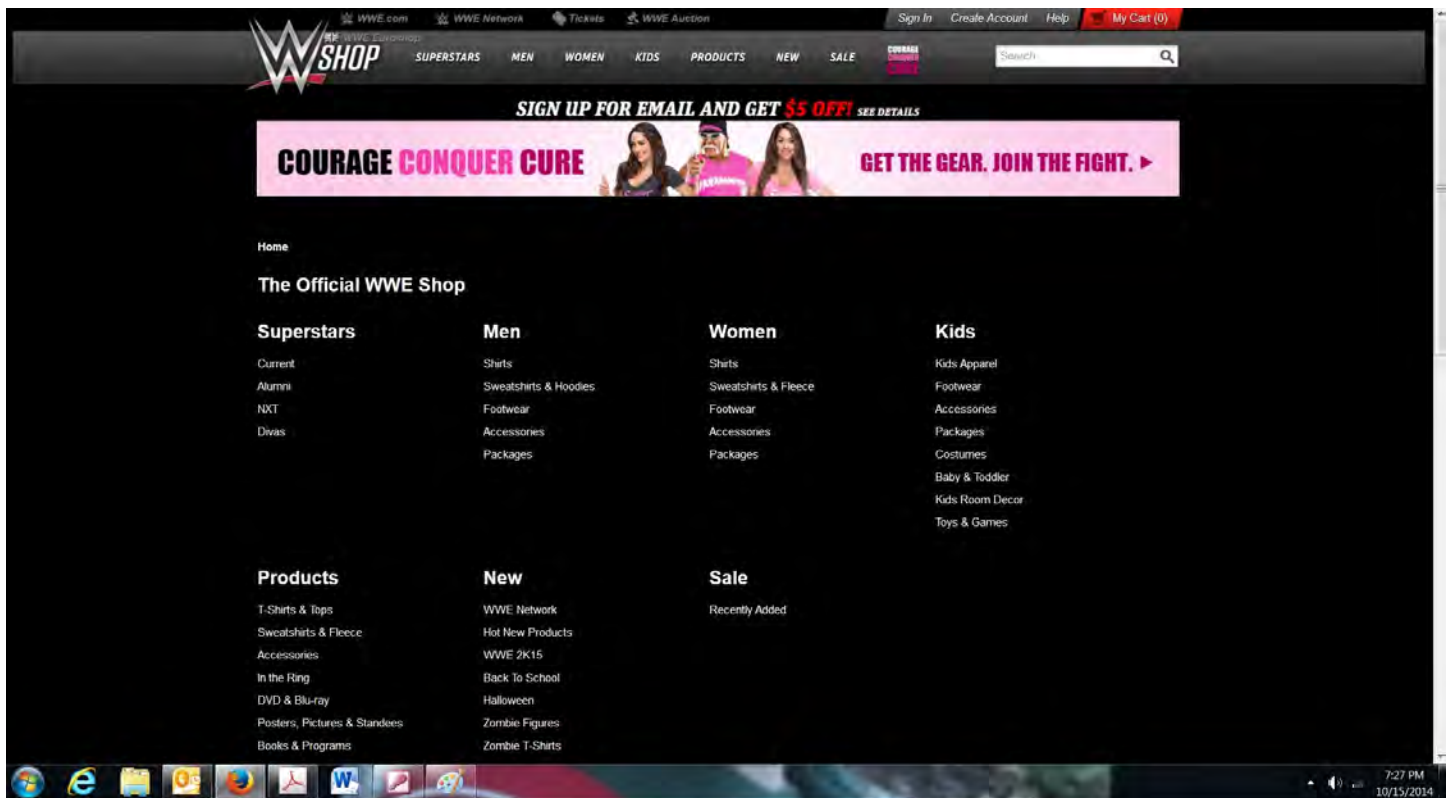 WWE.com WWE Network Tickets WWE Auction Sign In Create Account Help My Cart (0)
WWE Euroshop
SHOP SUPERSTARS MEN WOMEN KIDS PRODUCTS NEW SALE COURAGE CONQUER CURE Search
SIGN UP FOR EMAIL AND GET $5 OFF! SEE DETAILS
COURAGE CONQUER CURE GET THE GEAR. JOIN THE FIGHT.
Home
The Official WWE Shop
Superstars Men Women Kids
Current Shirts Shirts Kids Apparel
Alumni Sweatshirts & Hoodies Sweatshirts & Fleece Footwear
NXT Footwear Footwear Accessories
Divas Accessories Accessories Packages
Packages Packages Costumes
Baby & Toddler
Kids Room Decor
Toys & Games
Products New Sale
T-Shirts & Tops WWE Network Recently Added
Sweatshirts & Fleece Hot New Products
Accessories WWE 2K15
In the Ring Back To School
DVD & Blu-ray Halloween
Posters, Pictures & Standees Zombie Figures
Books & Programs Zombie T-Shirts
7:27 PM
10/15/2014